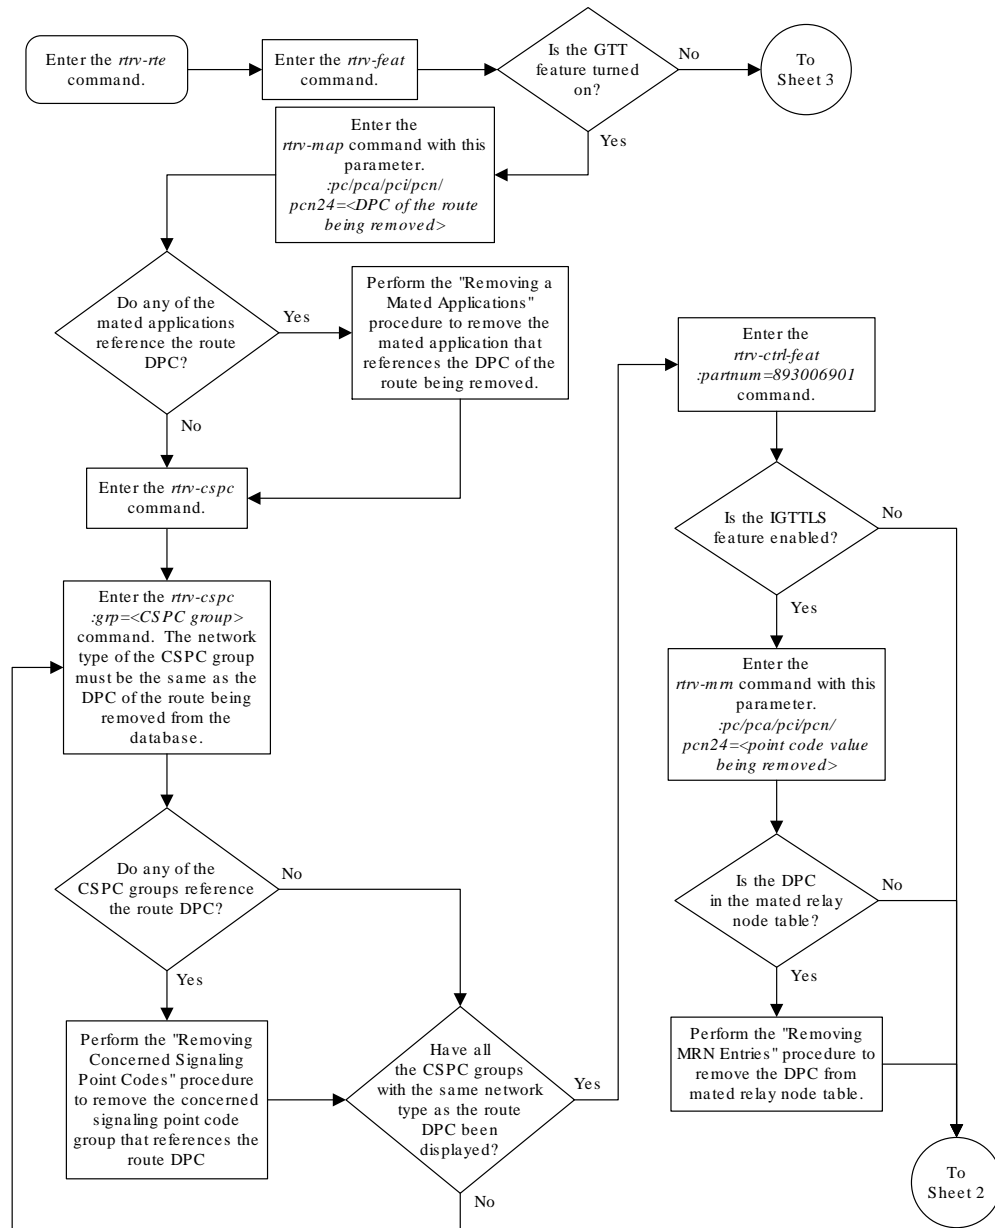 Enter the rtrv-rte
command.
Enter the rtrv-feat
command.
Is the GTT
feature turned
on?
No
To
Sheet 3
Yes
Enter the
rtrv-map command with this
parameter.
:pc/pca/pci/pcn/
pcn24=<DPC of the route
being removed>
Do any of the
mated applications
reference the route
DPC?
Yes
No
Perform the "Removing a
Mated Applications"
procedure to remove the
mated application that
references the DPC of the
route being removed.
Enter the rtrv-cspc
command.
Enter the rtrv-cspc
:grp=<CSPC group>
command. The network
type of the CSPC group
must be the same as the
DPC of the route being
removed from the
database.
Do any of the
CSPC groups reference
the route DPC?
No
Yes
Perform the "Removing
Concerned Signaling
Point Codes" procedure
to remove the concerned
signaling point code
group that references the
route DPC
Have all
the CSPC groups
with the same network
type as the route
DPC been
displayed?
Yes
No
Enter the
rtrv-ctrl-feat
:partnum=893006901
command.
Is the IGTTLS
feature enabled?
No
Yes
Enter the
rtrv-mrn command with this
parameter.
:pc/pca/pci/pcn/
pcn24=<point code value
being removed>
Is the DPC
in the mated relay
node table?
No
Yes
Perform the "Removing
MRN Entries" procedure to
remove the DPC from
mated relay node table.
To
Sheet 2